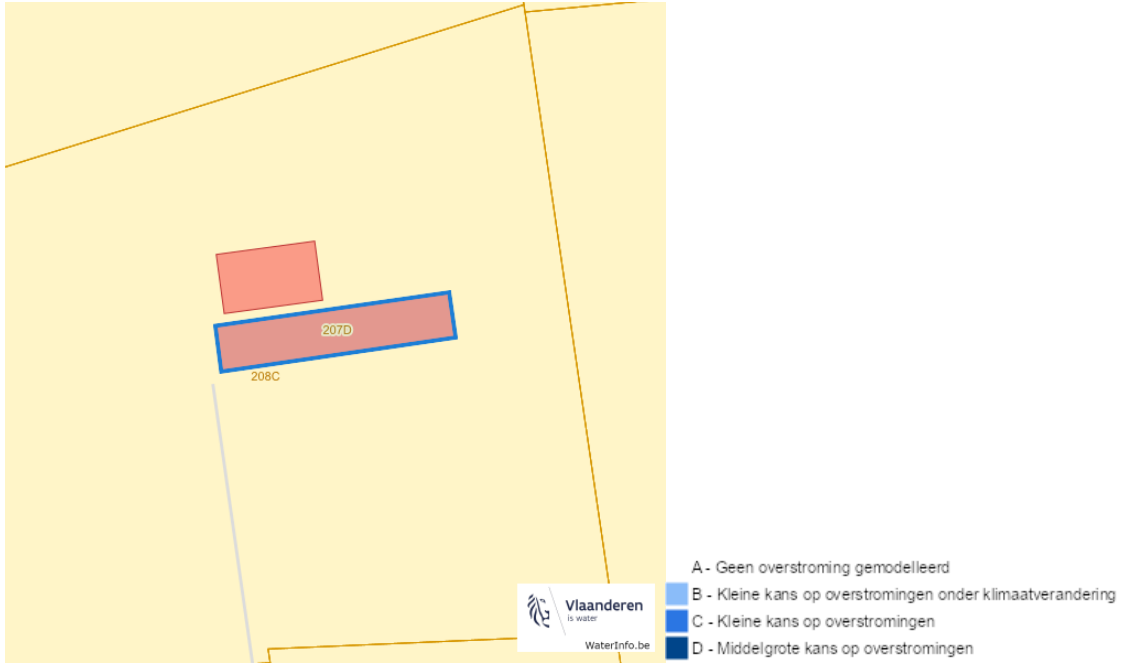 207D
208C
Vlaanderen
is water
WaterInfo.be
A - Geen overstroming gemodelleerd
B - Kleine kans op overstromingen onder klimaatverandering
C - Kleine kans op overstromingen
D - Middelgrote kans op overstromingen